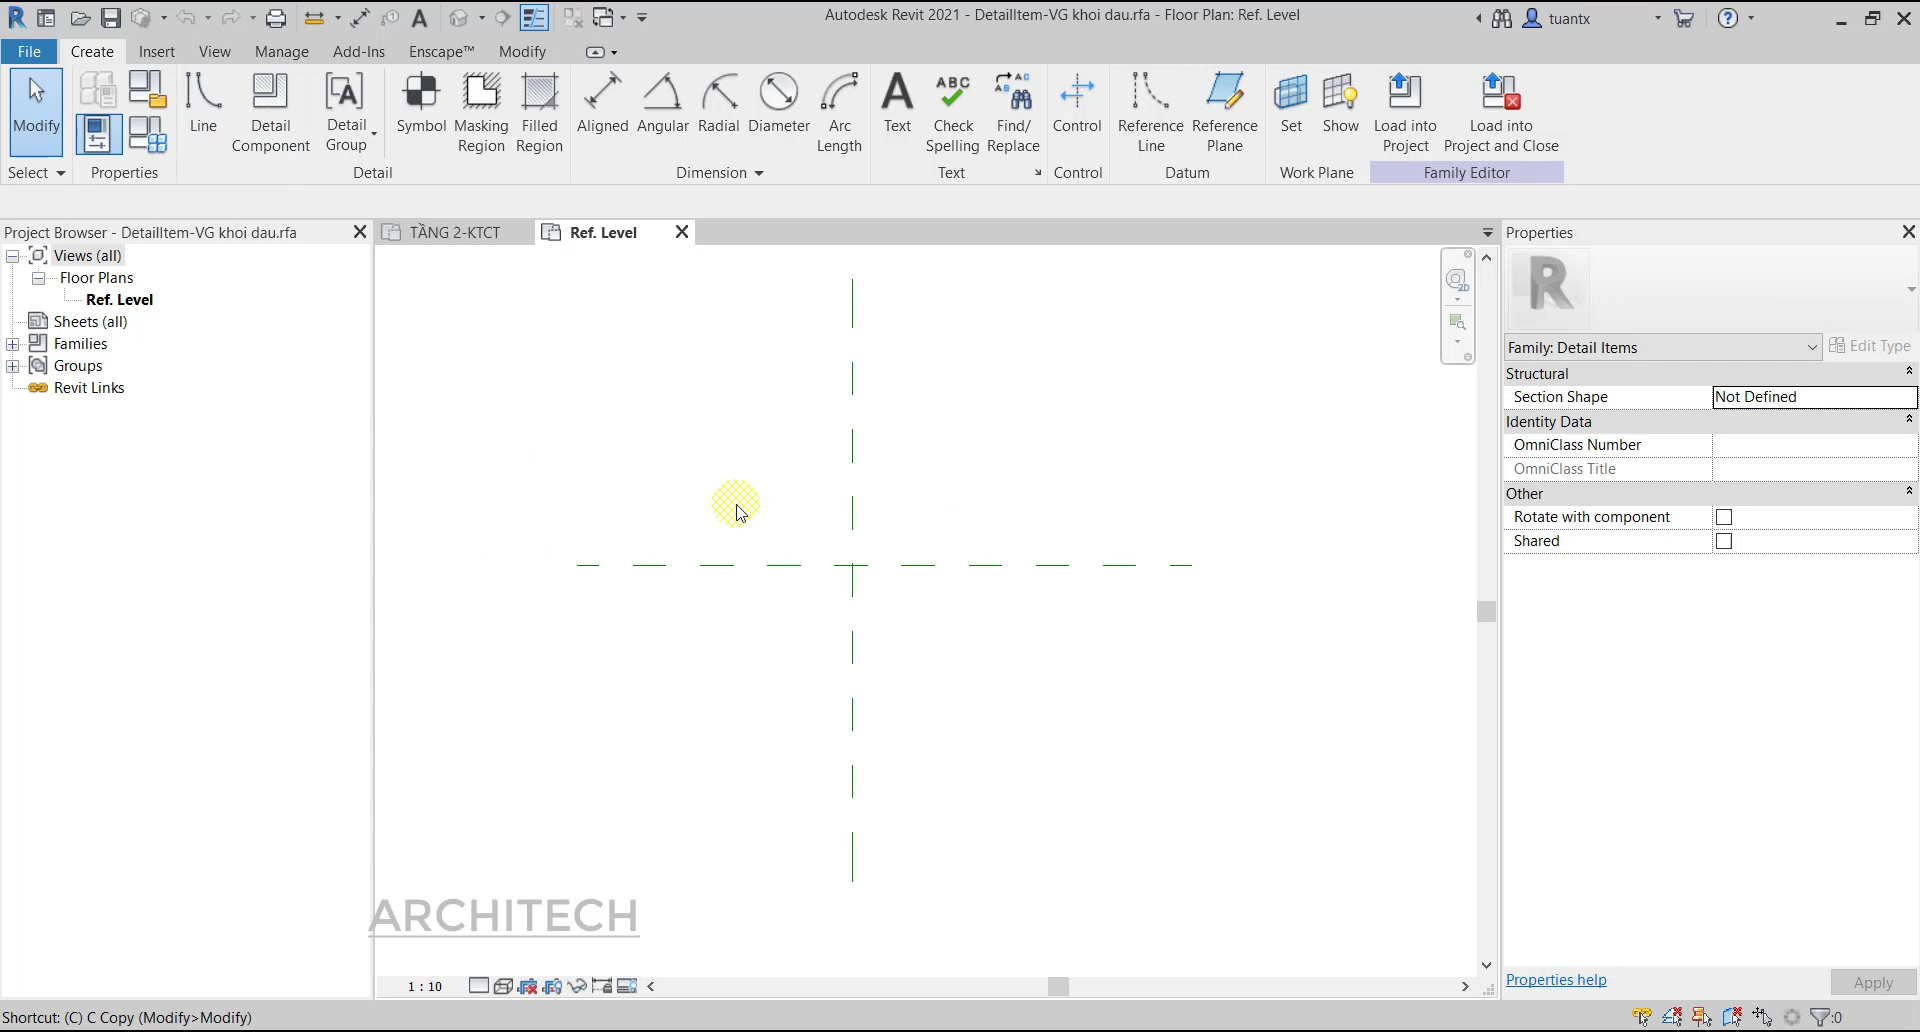 Autodesk Revit 2021 - DetailItem-VG khoi dau.rfa - Floor Plan: Ref. Level
tuantx
File Create Insert View Manage Add-Ins Enscape™ Modify
Modify
Line
Detail Component
Detail Group
Symbol
Masking Region
Filled Region
Aligned
Angular
Radial
Diameter
Arc Length
Text
Check Spelling
Find/ Replace
Control
Reference Line
Reference Plane
Set
Show
Load into Project
Load into Project and Close
Select Properties Detail Dimension Text Control Datum Work Plane Family Editor
Project Browser - DetailItem-VG khoi dau.rfa
Views (all)
Floor Plans
Ref. Level
Sheets (all)
Families
Groups
Revit Links
TẦNG 2-KTCT
Ref. Level
ARCHITECH
1 : 10
Properties
Family: Detail Items
Edit Type
Structural
Section Shape Not Defined
Identity Data
OmniClass Number
OmniClass Title
Other
Rotate with component
Shared
Properties help
Apply
Shortcut: (C) C Copy (Modify>Modify)
:0